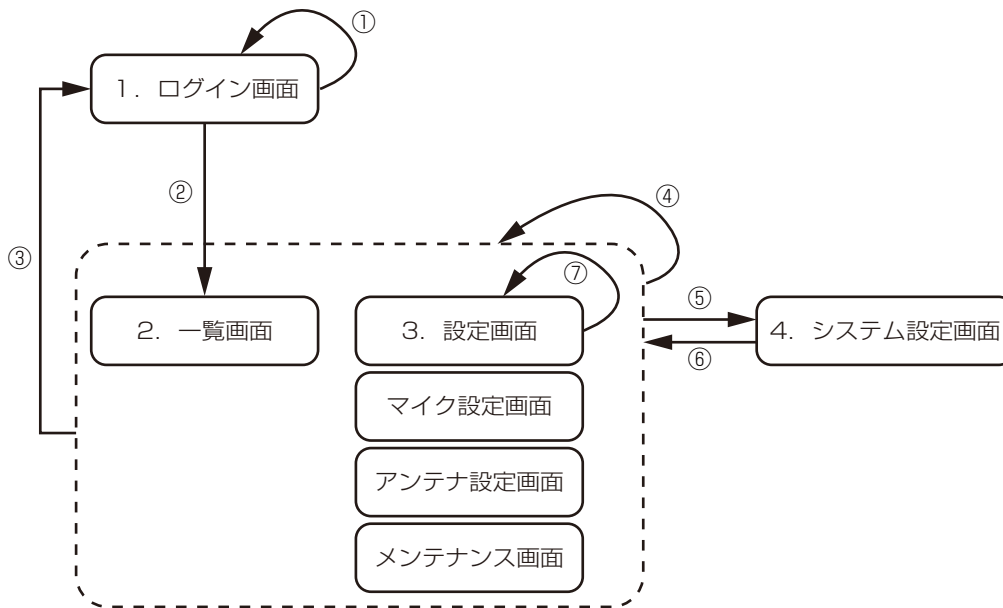 ①
１．ログイン画面
②
③
④
⑦
２．一覧画面
３．設定画面
⑤
⑥
４．システム設定画面
マイク設定画面
アンテナ設定画面
メンテナンス画面